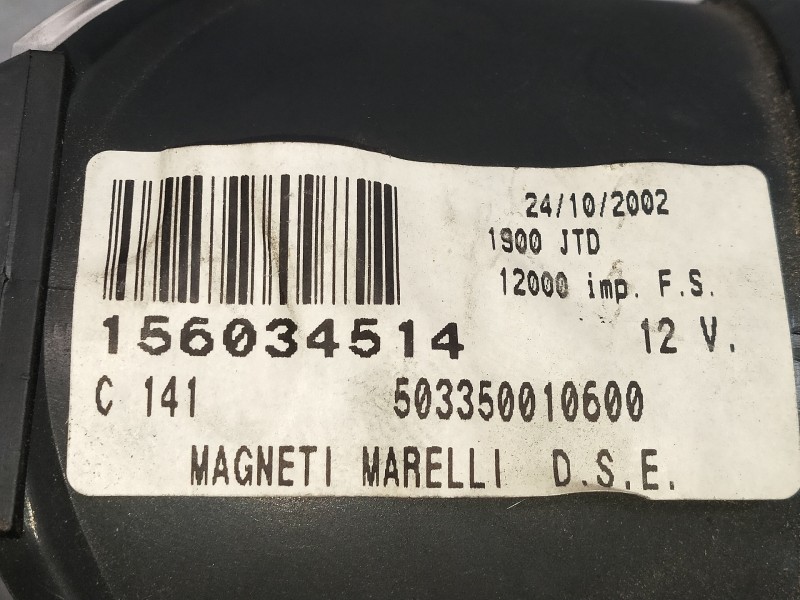 24/10/2002
1900 JTD
12000 imp. F.S.
156034514 12 V.
C 141 503350010600
MAGNETI MARELLI D.S.E.